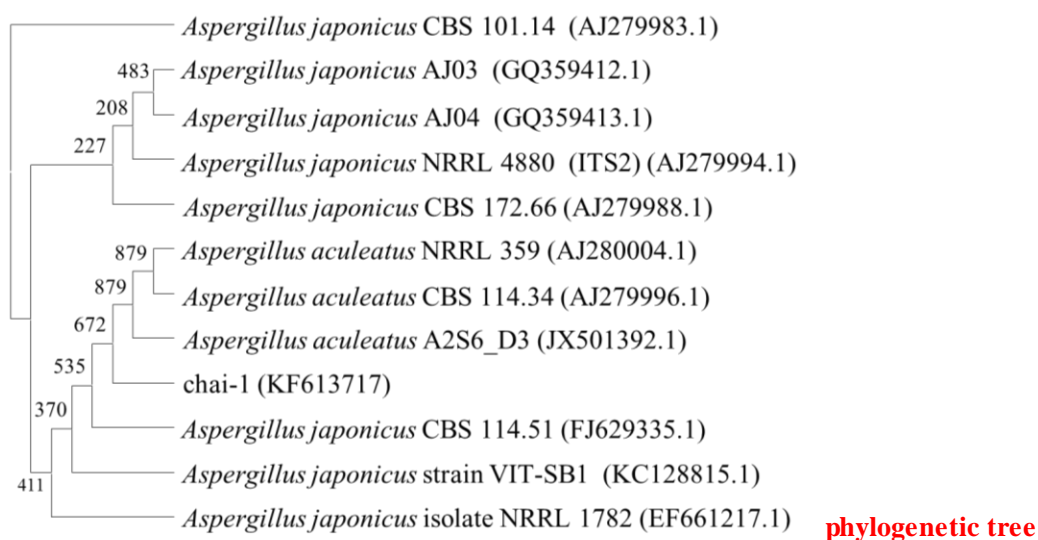 Aspergillus japonicus CBS 101.14 (AJ279983.1)
483
Aspergillus japonicus AJ03 (GQ359412.1)
208
Aspergillus japonicus AJ04 (GQ359413.1)
227
Aspergillus japonicus NRRL 4880 (ITS2) (AJ279994.1)
Aspergillus japonicus CBS 172.66 (AJ279988.1)
879
Aspergillus aculeatus NRRL 359 (AJ280004.1)
879
Aspergillus aculeatus CBS 114.34 (AJ279996.1)
672
Aspergillus aculeatus A2S6_D3 (JX501392.1)
535
chai-1 (KF613717)
370
Aspergillus japonicus CBS 114.51 (FJ629335.1)
Aspergillus japonicus strain VIT-SB1 (KC128815.1)
411
Aspergillus japonicus isolate NRRL 1782 (EF661217.1)
phylogenetic tree